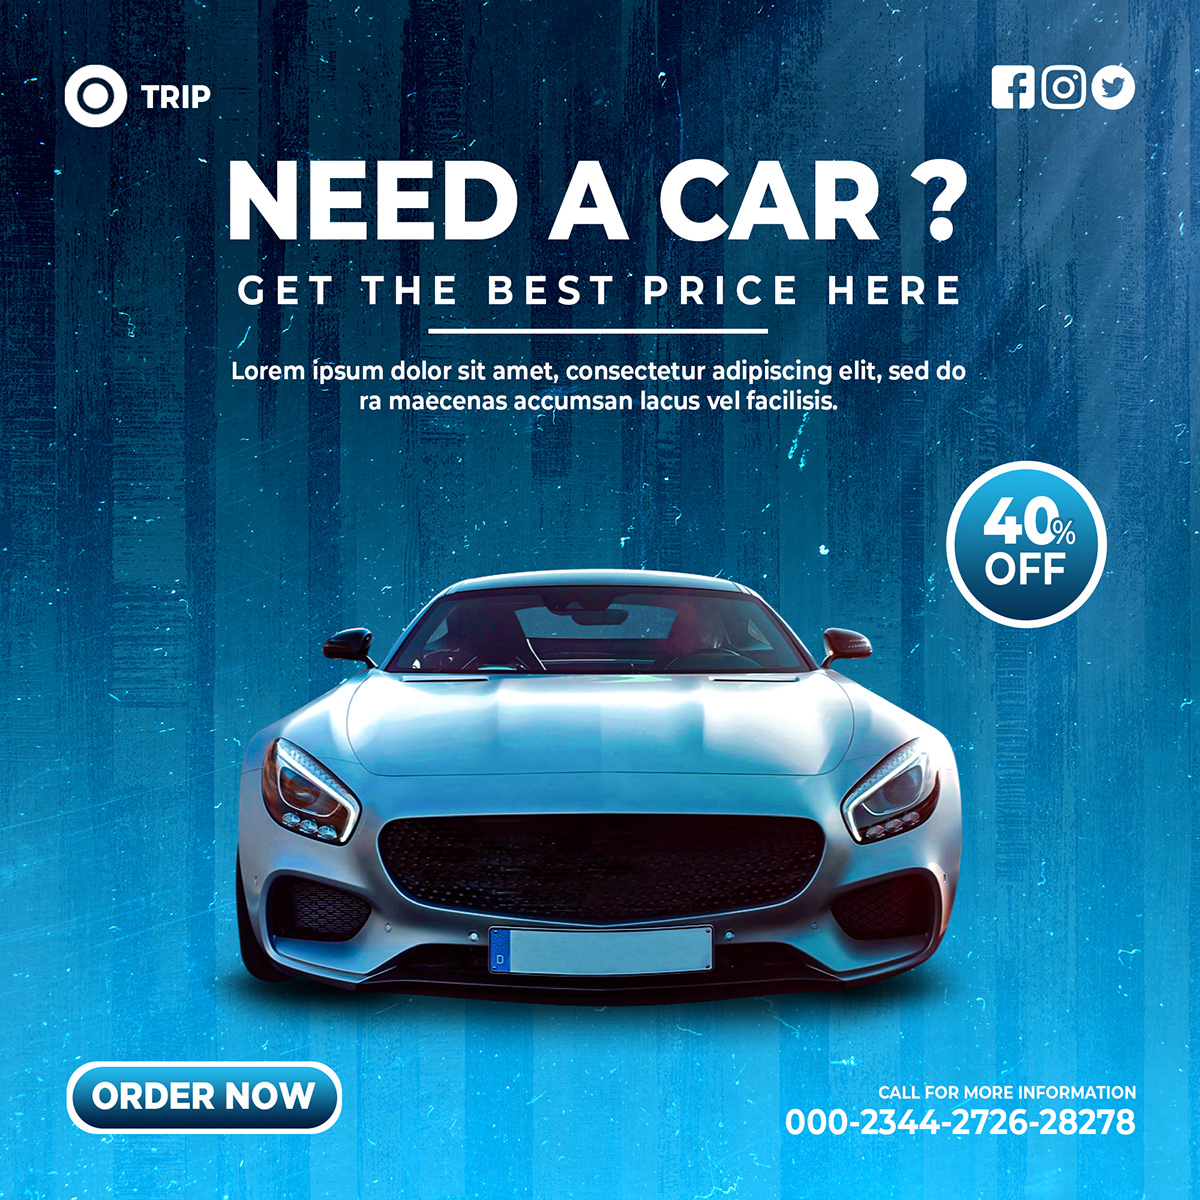 TRIP
NEED A CAR ?
GET THE BEST PRICE HERE
Lorem ipsum dolor sit amet, consectetur adipiscing elit, sed do
ra maecenas accumsan lacus vel facilisis.
40%
OFF
D
ORDER NOW
CALL FOR MORE INFORMATION
000-2344-2726-28278